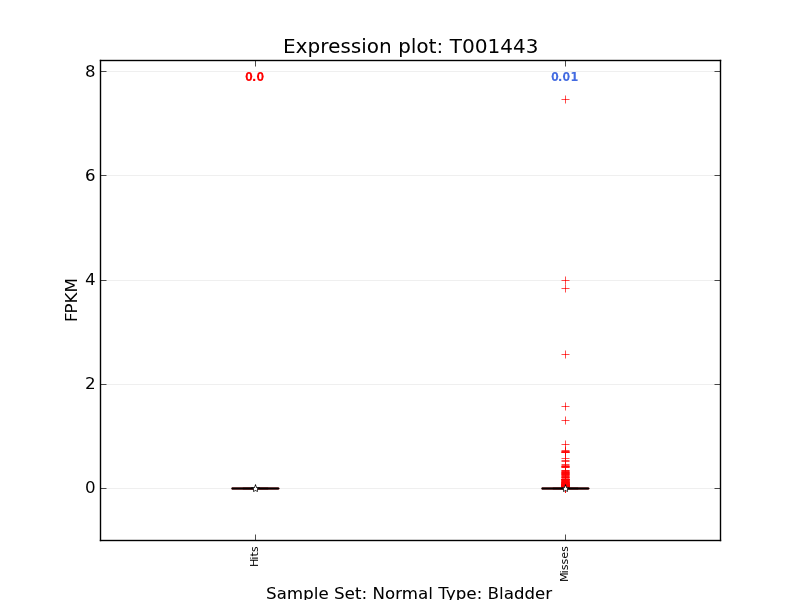 Expression plot: T001443
8
0.0
0.01
6
4
FPKM
2
0
Hits
Misses
Sample Set: Normal Type: Bladder